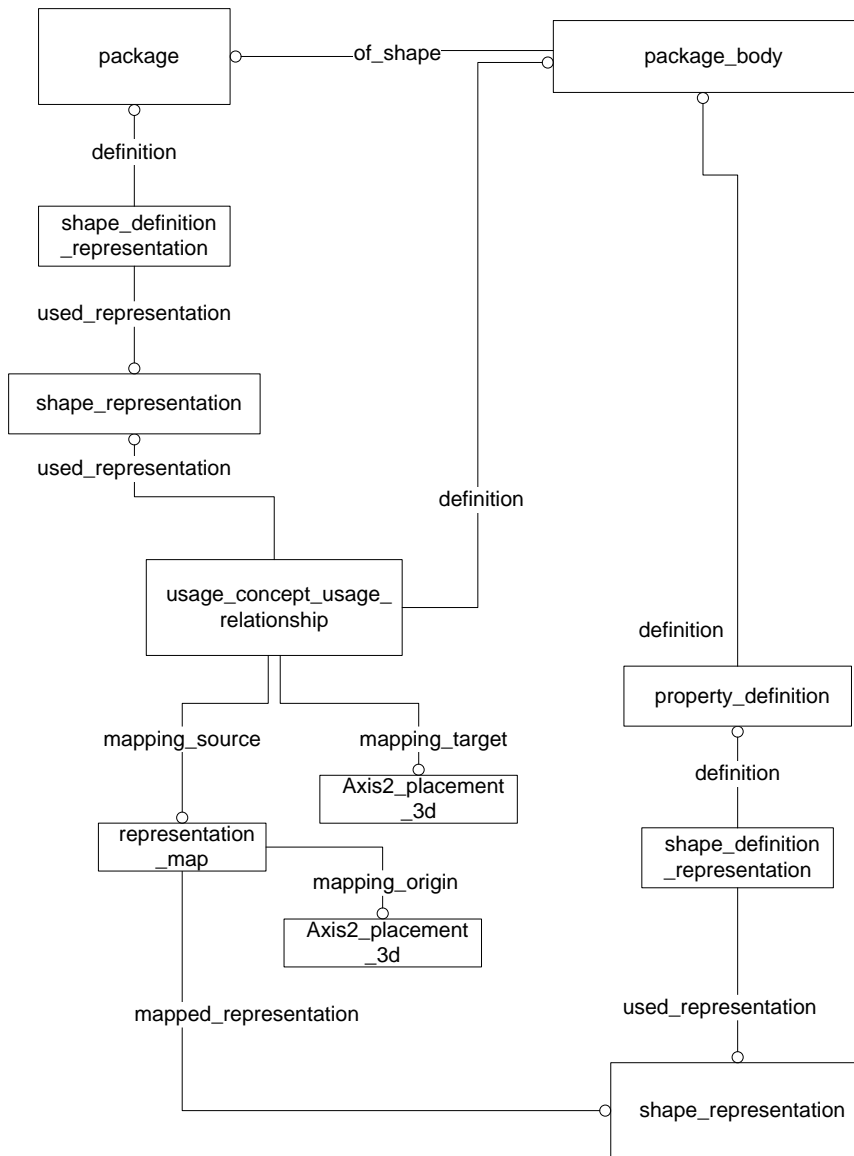 package
of_shape
package_body
definition
shape_definition
_representation
used_representation
shape_representation
used_representation
definition
usage_concept_usage_
relationship
definition
property_definition
mapping_source
mapping_target
definition
Axis2_placement
_3d
representation
_map
shape_definition
_representation
mapping_origin
Axis2_placement
_3d
mapped_representation
used_representation
shape_representation